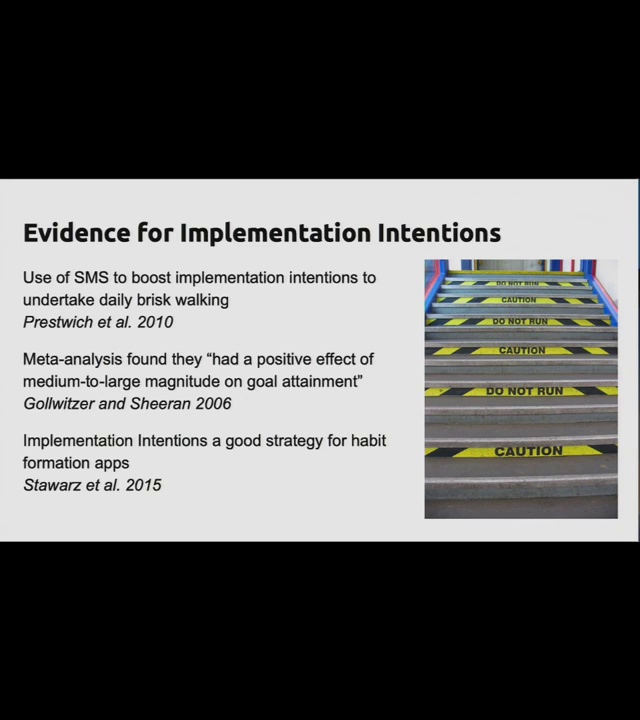 Evidence for Implementation Intentions
Use of SMS to boost implementation intentions to
undertake daily brisk walking
Prestwich et al. 2010
Meta-analysis found they “had a positive effect of
medium-to-large magnitude on goal attainment”
Gollwitzer and Sheeran 2006
Implementation Intentions a good strategy for habit
formation apps
Stawarz et al. 2015
DO NOT RUN
CAUTION
DO NOT RUN
CAUTION
DO NOT RUN
CAUTION